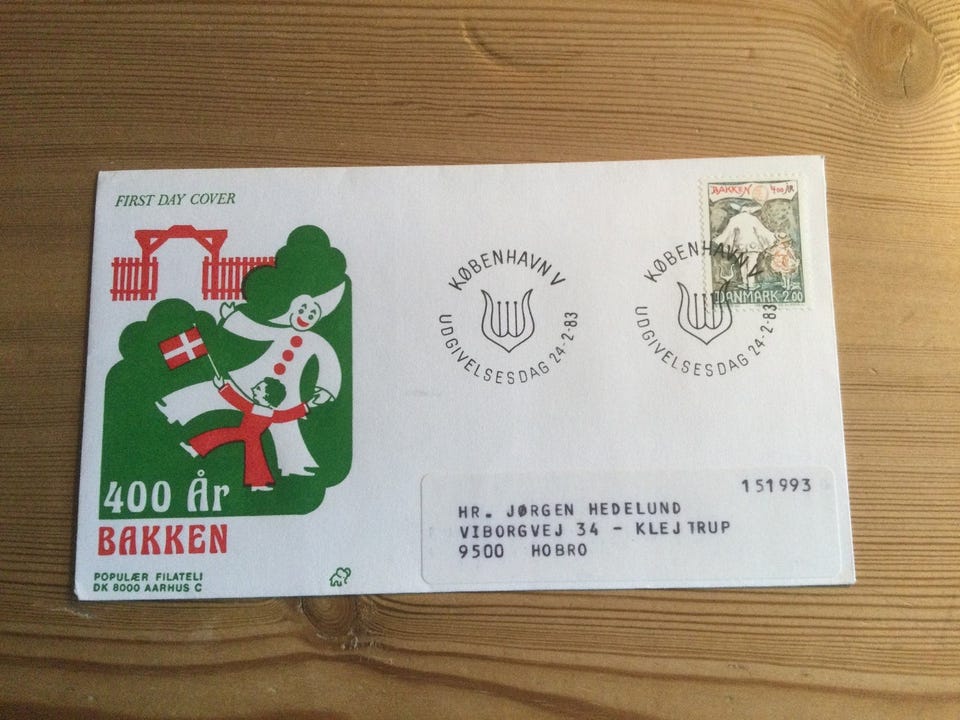 FIRST DAY COVER
400 År
BAKKEN
POPULÆR FILATELI
DK 8000 AARHUS C
KØBENHAVN V
UDGIVELSESDAG 24-2-83
KØBENHAVN V
UDGIVELSESDAG 24-2-83
BAKKEN 400 ÅR
DANMARK 2.00
151993
HR. JØRGEN HEDELUND
VIBORGVEJ 34 - KLEJTRUP
9500 HOBRO